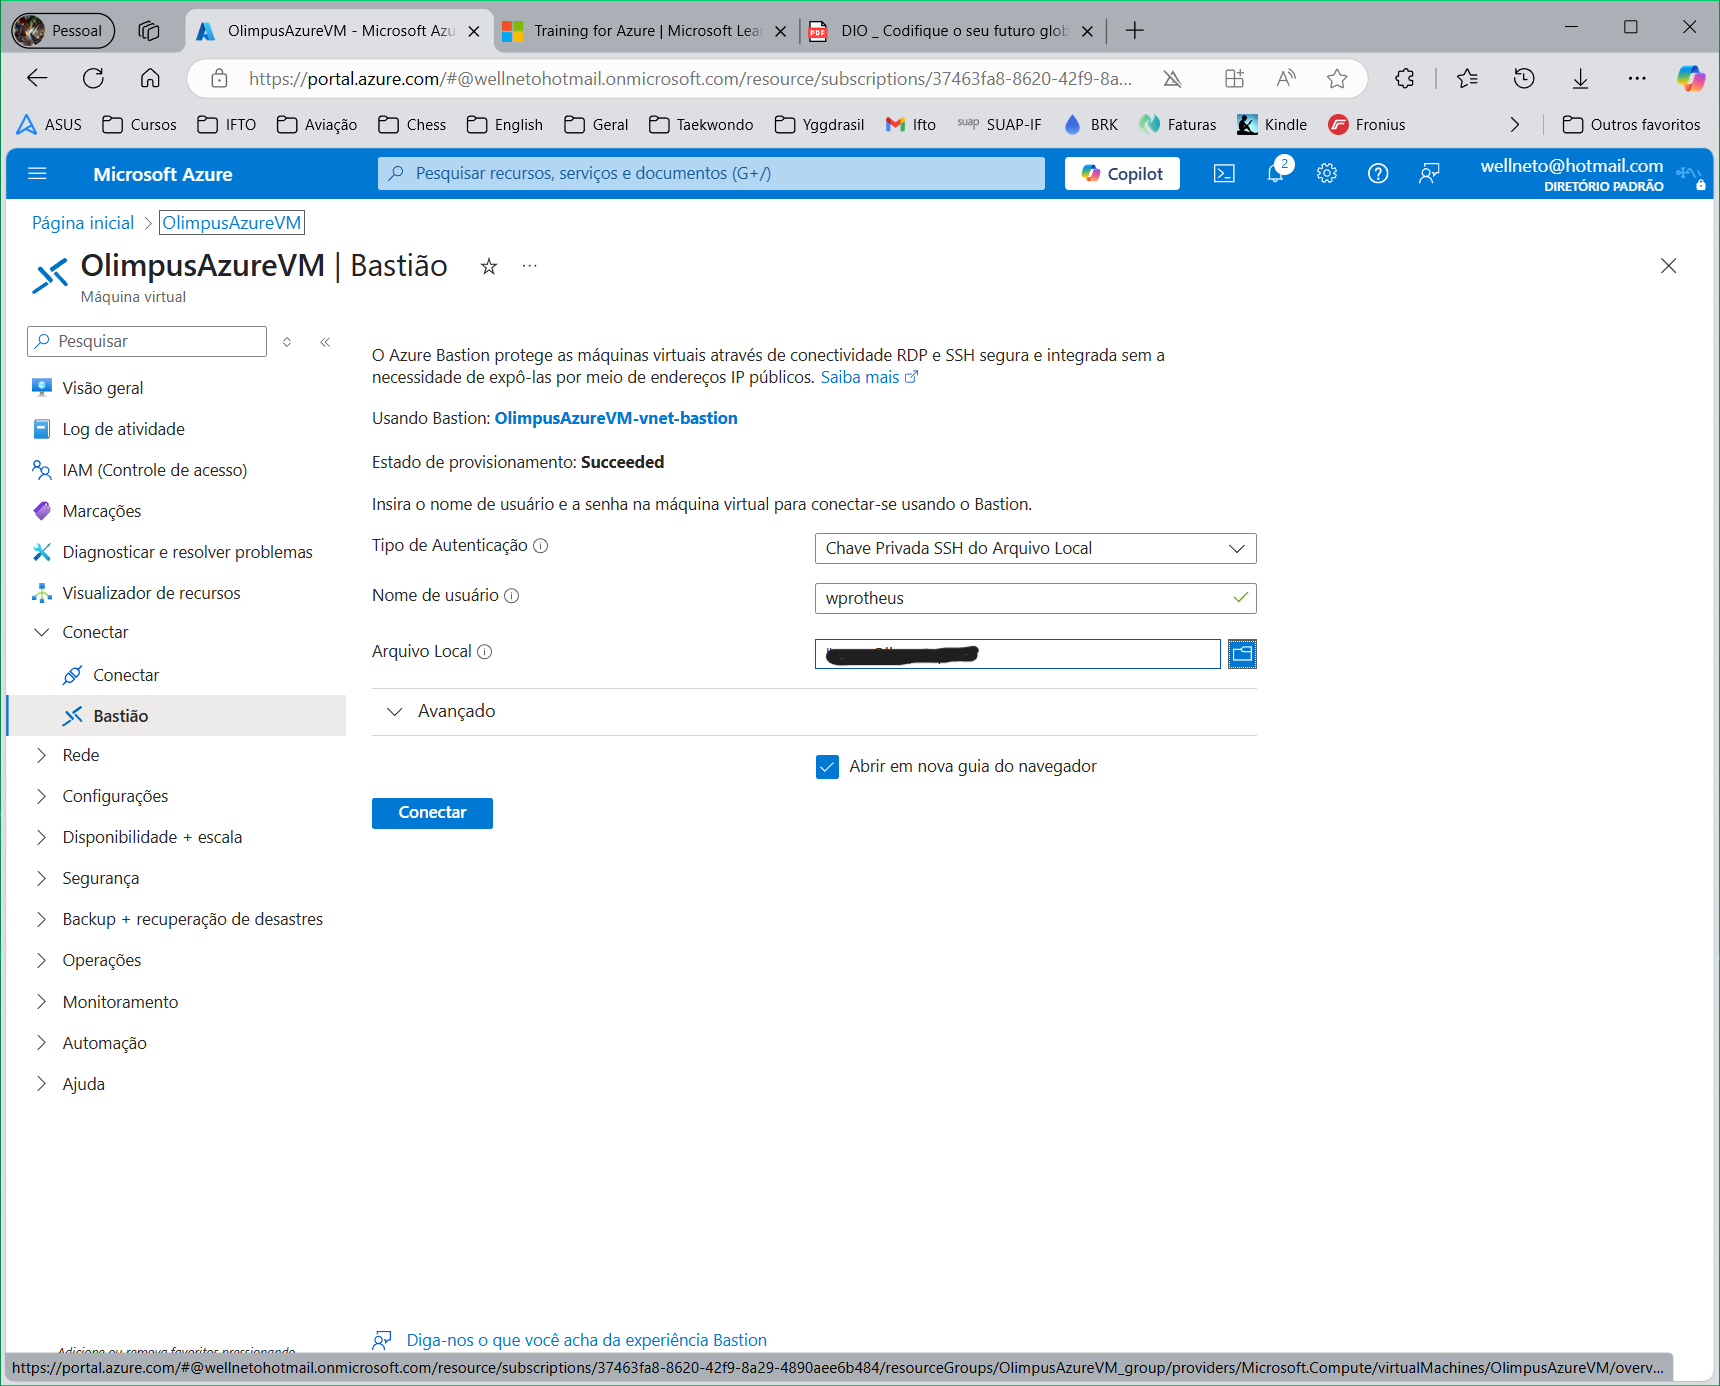 Pessoal
OlimpusAzureVM - Microsoft Azu
Training for Azure | Microsoft Lea
DIO _ Codifique o seu futuro glob
https://portal.azure.com/#@wellnetohotmail.onmicrosoft.com/resource/subscriptions/37463fa8-8620-42f9-8a...
ASUS
Cursos
IFTO
Aviação
Chess
English
Geral
Taekwondo
Yggdrasil
Ifto
suap SUAP-IF
BRK
Faturas
Kindle
Fronius
Outros favoritos
Microsoft Azure
Pesquisar recursos, serviços e documentos (G+/)
Copilot
2
wellneto@hotmail.com
DIRETÓRIO PADRÃO
Página inicial > OlimpusAzureVM
OlimpusAzureVM | Bastião
Máquina virtual
Pesquisar
Visão geral
Log de atividade
IAM (Controle de acesso)
Marcações
Diagnosticar e resolver problemas
Visualizador de recursos
Conectar
Conectar
Bastião
Rede
Configurações
Disponibilidade + escala
Segurança
Backup + recuperação de desastres
Operações
Monitoramento
Automação
Ajuda
O Azure Bastion protege as máquinas virtuais através de conectividade RDP e SSH segura e integrada sem a
necessidade de expô-las por meio de endereços IP públicos. Saiba mais
Usando Bastion: OlimpusAzureVM-vnet-bastion
Estado de provisionamento: Succeeded
Insira o nome de usuário e a senha na máquina virtual para conectar-se usando o Bastion.
Tipo de Autenticação
Chave Privada SSH do Arquivo Local
Nome de usuário
wprotheus
Arquivo Local
Avançado
Abrir em nova guia do navegador
Conectar
Diga-nos o que você acha da experiência Bastion
Adicione ou remova favoritos pressionando
https://portal.azure.com/#@wellnetohotmail.onmicrosoft.com/resource/subscriptions/37463fa8-8620-42f9-8a29-4890aee6b484/resourceGroups/OlimpusAzureVM_group/providers/Microsoft.Compute/virtualMachines/OlimpusAzureVM/overv...